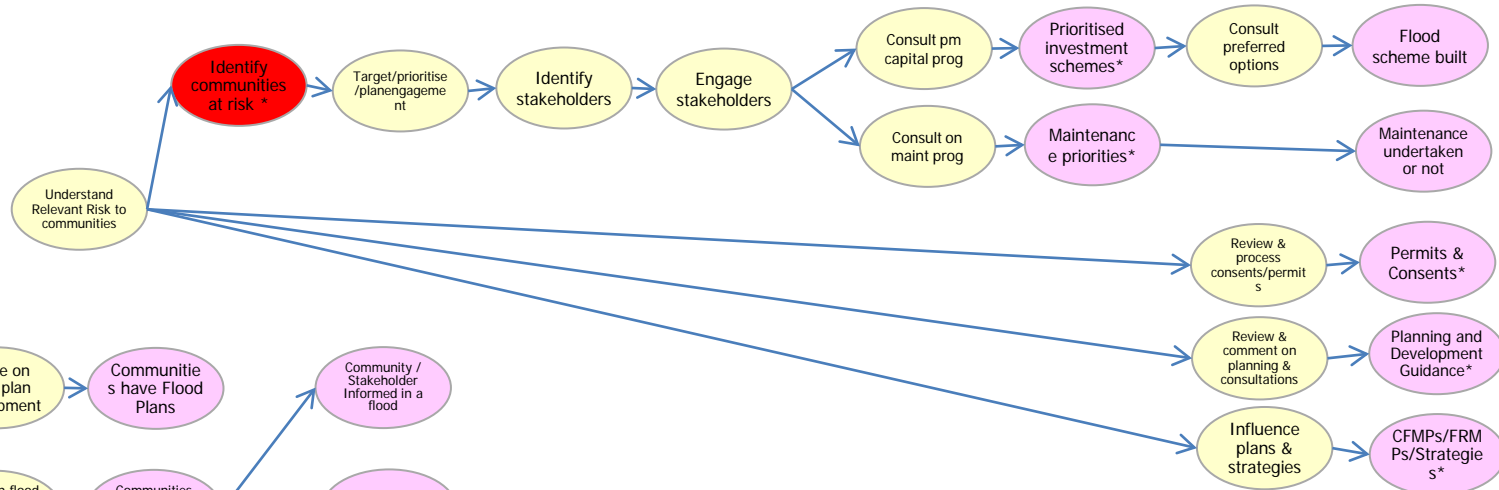 Identify
communities
at risk *
Target/prioritise
/planengageme
nt
Identify
stakeholders
Engage
stakeholders
Consult pm
capital prog
Prioritised
investment
schemes*
Consult
preferred
options
Flood
scheme built
Consult on
maint prog
Maintenanc
e priorities*
Maintenance
undertaken
or not
Understand
Relevant Risk to
communities
Review &
process
consents/permit
s
Permits &
Consents*
Review &
comment on
planning &
consultations
Planning and
Development
Guidance*
Influence
plans &
strategies
CFMPs/FRM
Ps/Strategie
s*
e on
plan
oment
Communitie
s have Flood
Plans
Community /
Stakeholder
Informed in a
flood
flood
Communities